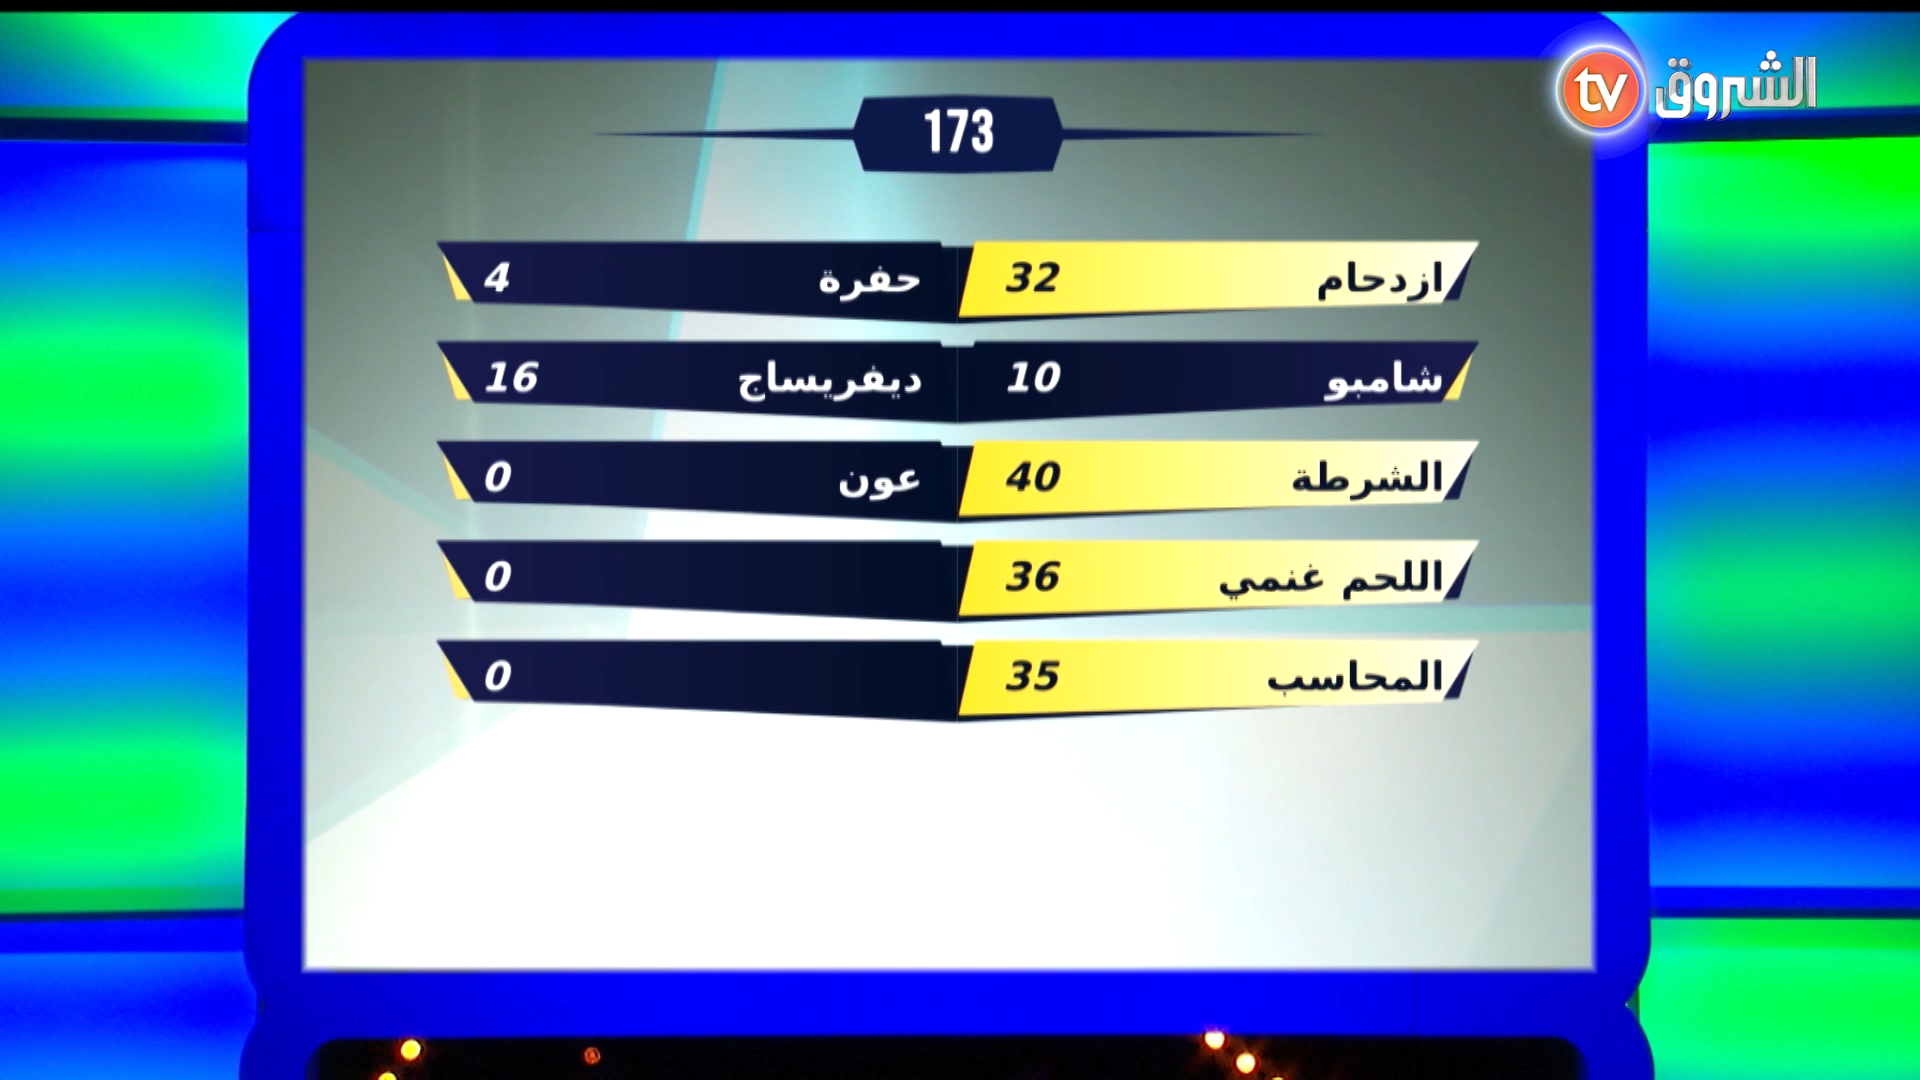 tv الشروق
173
ازدحام 32 حفرة 4
شامبو 10 ديفريساج 16
الشرطة 40 عون 0
اللحم غنمي 36 0
المحاسب 35 0